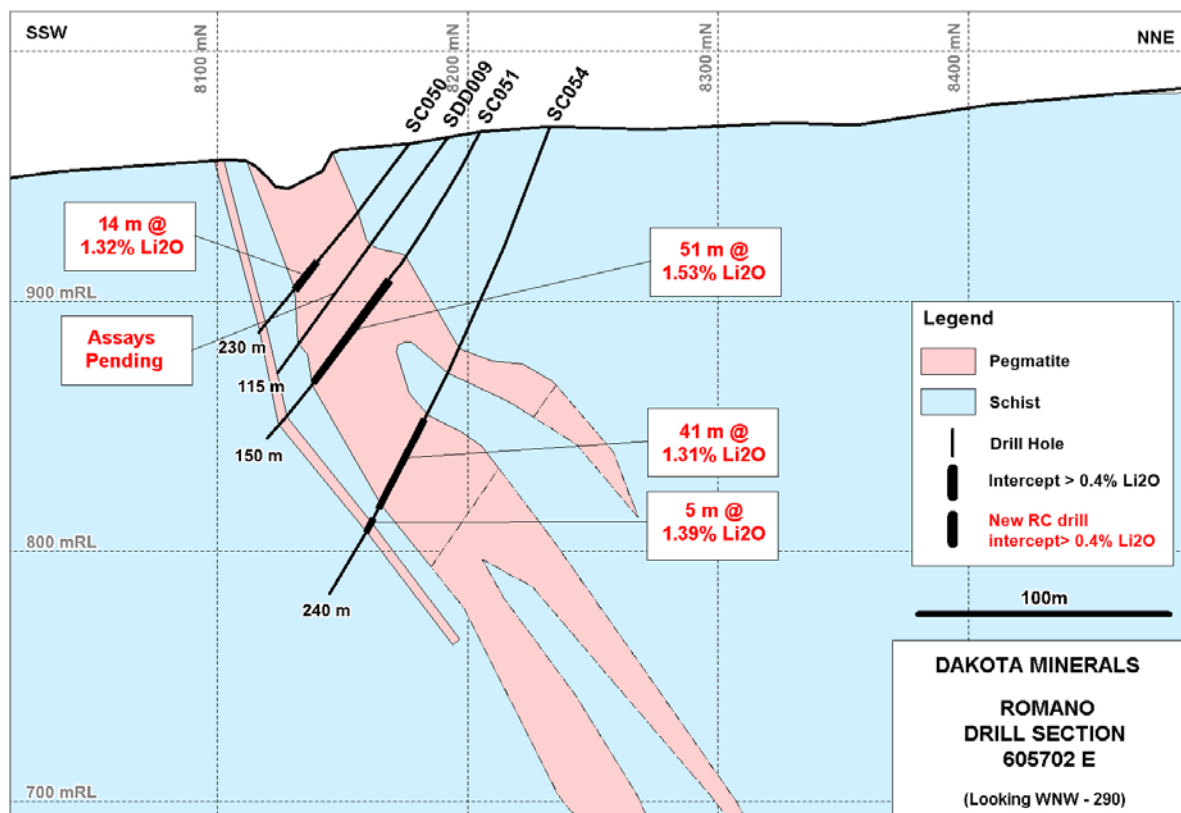 SSW
NNE
8100 mN
8200 mN
8300 mN
8400 mN
SC050
SDD009
SC051
SC054
14 m @
1.32% Li2O
51 m @
1.53% Li2O
900 mRL
Assays
Pending
230 m
115 m
150 m
41 m @
1.31% Li2O
5 m @
1.39% Li2O
800 mRL
240 m
700 mRL
Legend
Pegmatite
Schist
Drill Hole
Intercept > 0.4% Li2O
New RC drill
intercept> 0.4% Li2O
100m
DAKOTA MINERALS
ROMANO
DRILL SECTION
605702 E
(Looking WNW - 290)